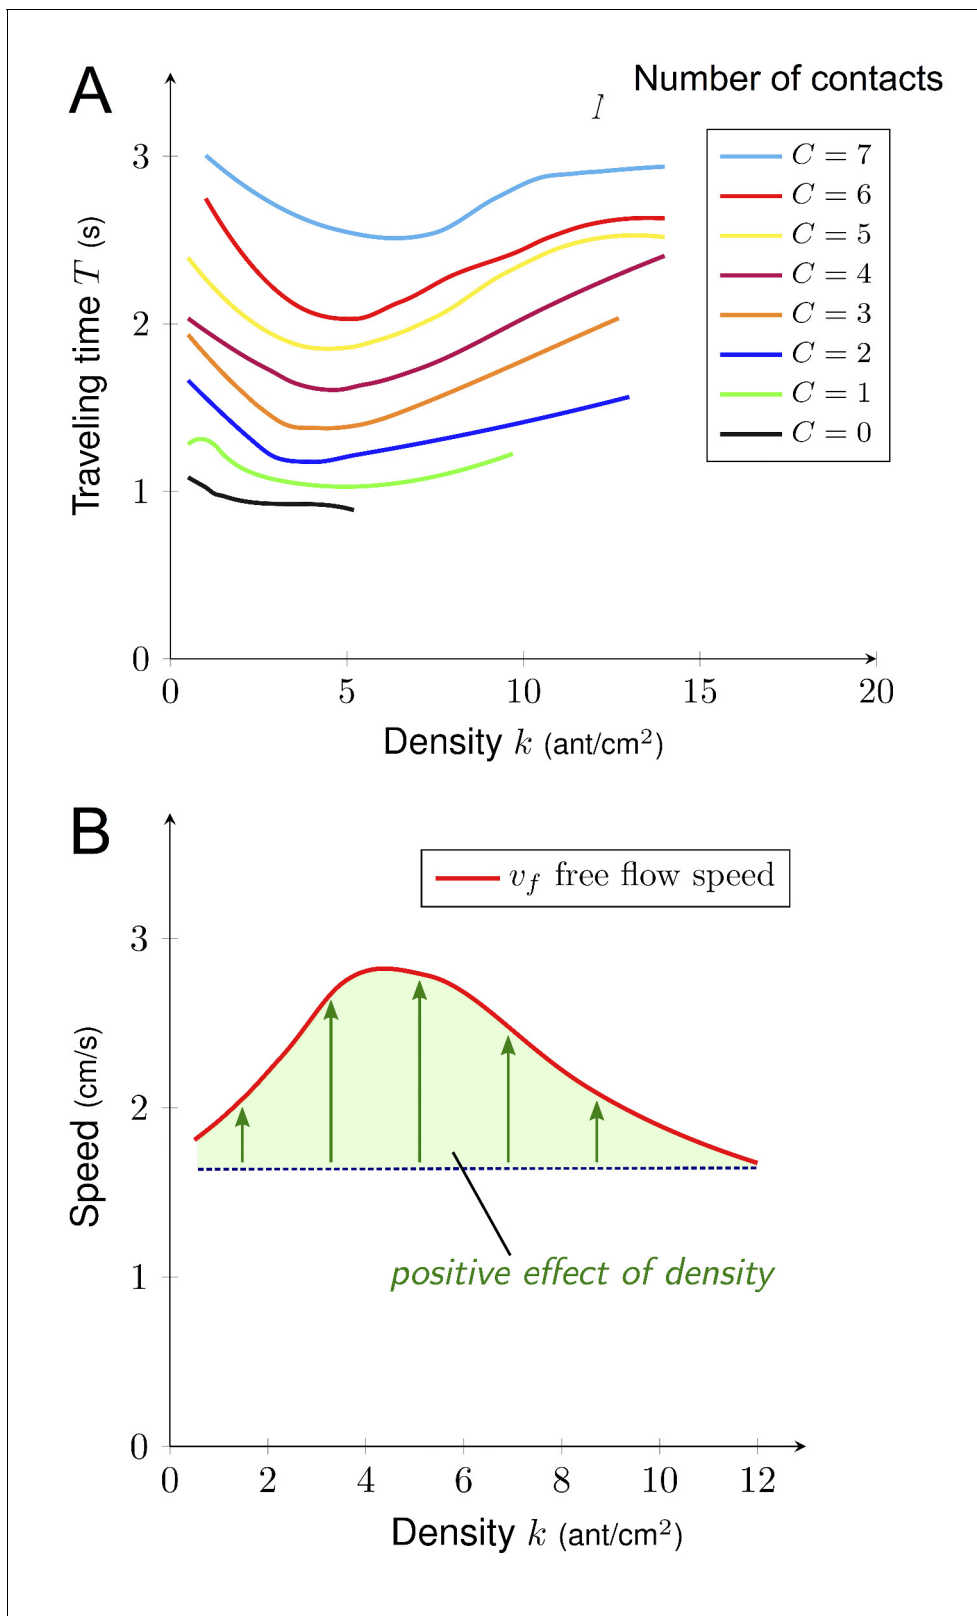 A
Number of contacts
l
C = 7
C = 6
C = 5
C = 4
C = 3
C = 2
C = 1
C = 0
Traveling time T (s)
3
2
1
0
0 5 10 15 20
Density k (ant/cm²)
B
v_f free flow speed
Speed (cm/s)
3
2
1
0
positive effect of density
0 2 4 6 8 10 12
Density k (ant/cm²)